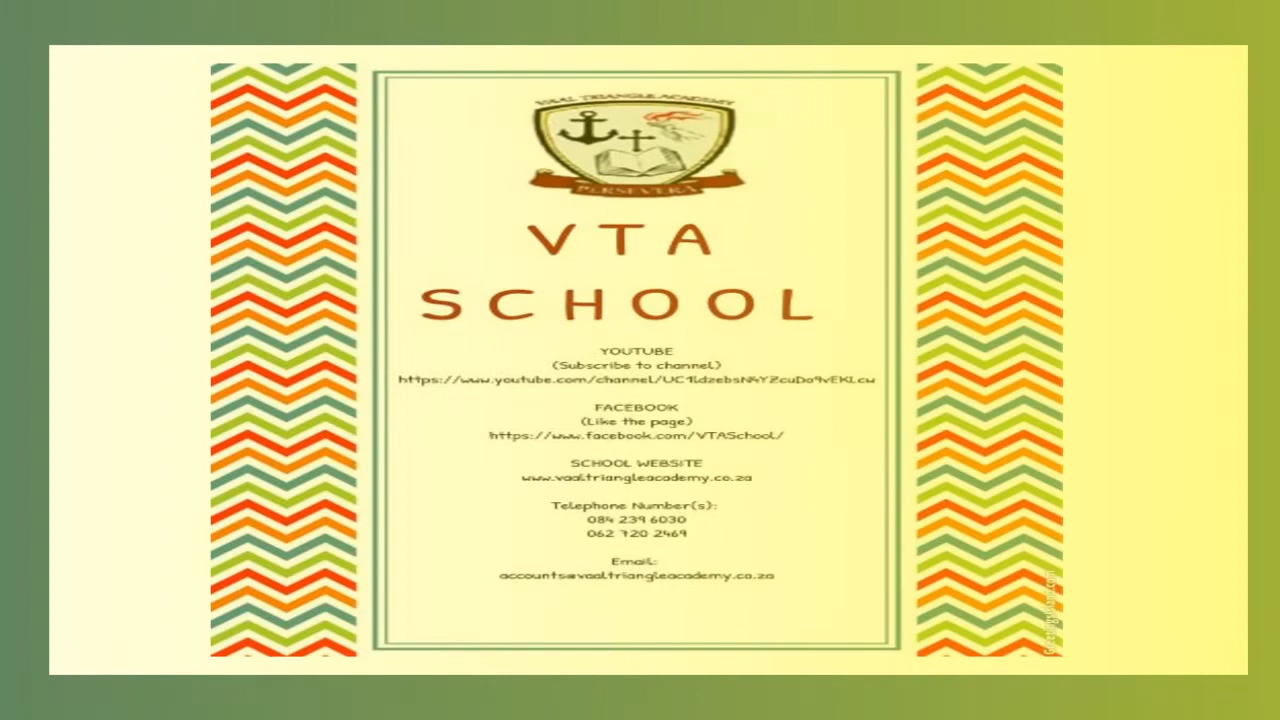 VAAL TRIANGLE ACADEMY
PERSEVERA
VTA
SCHOOL
YOUTUBE
(Subscribe to channel)
https://www.youtube.com/channel/UC1ldzebsN4YZcuDo9vEKLcw
FACEBOOK
(Like the page)
https://www.facebook.com/VTASchool/
SCHOOL WEBSITE
www.vaaltriangleacademy.co.za
Telephone Number(s):
084 239 6030
062 720 2469
Email:
accounts@vaaltriangleacademy.co.za